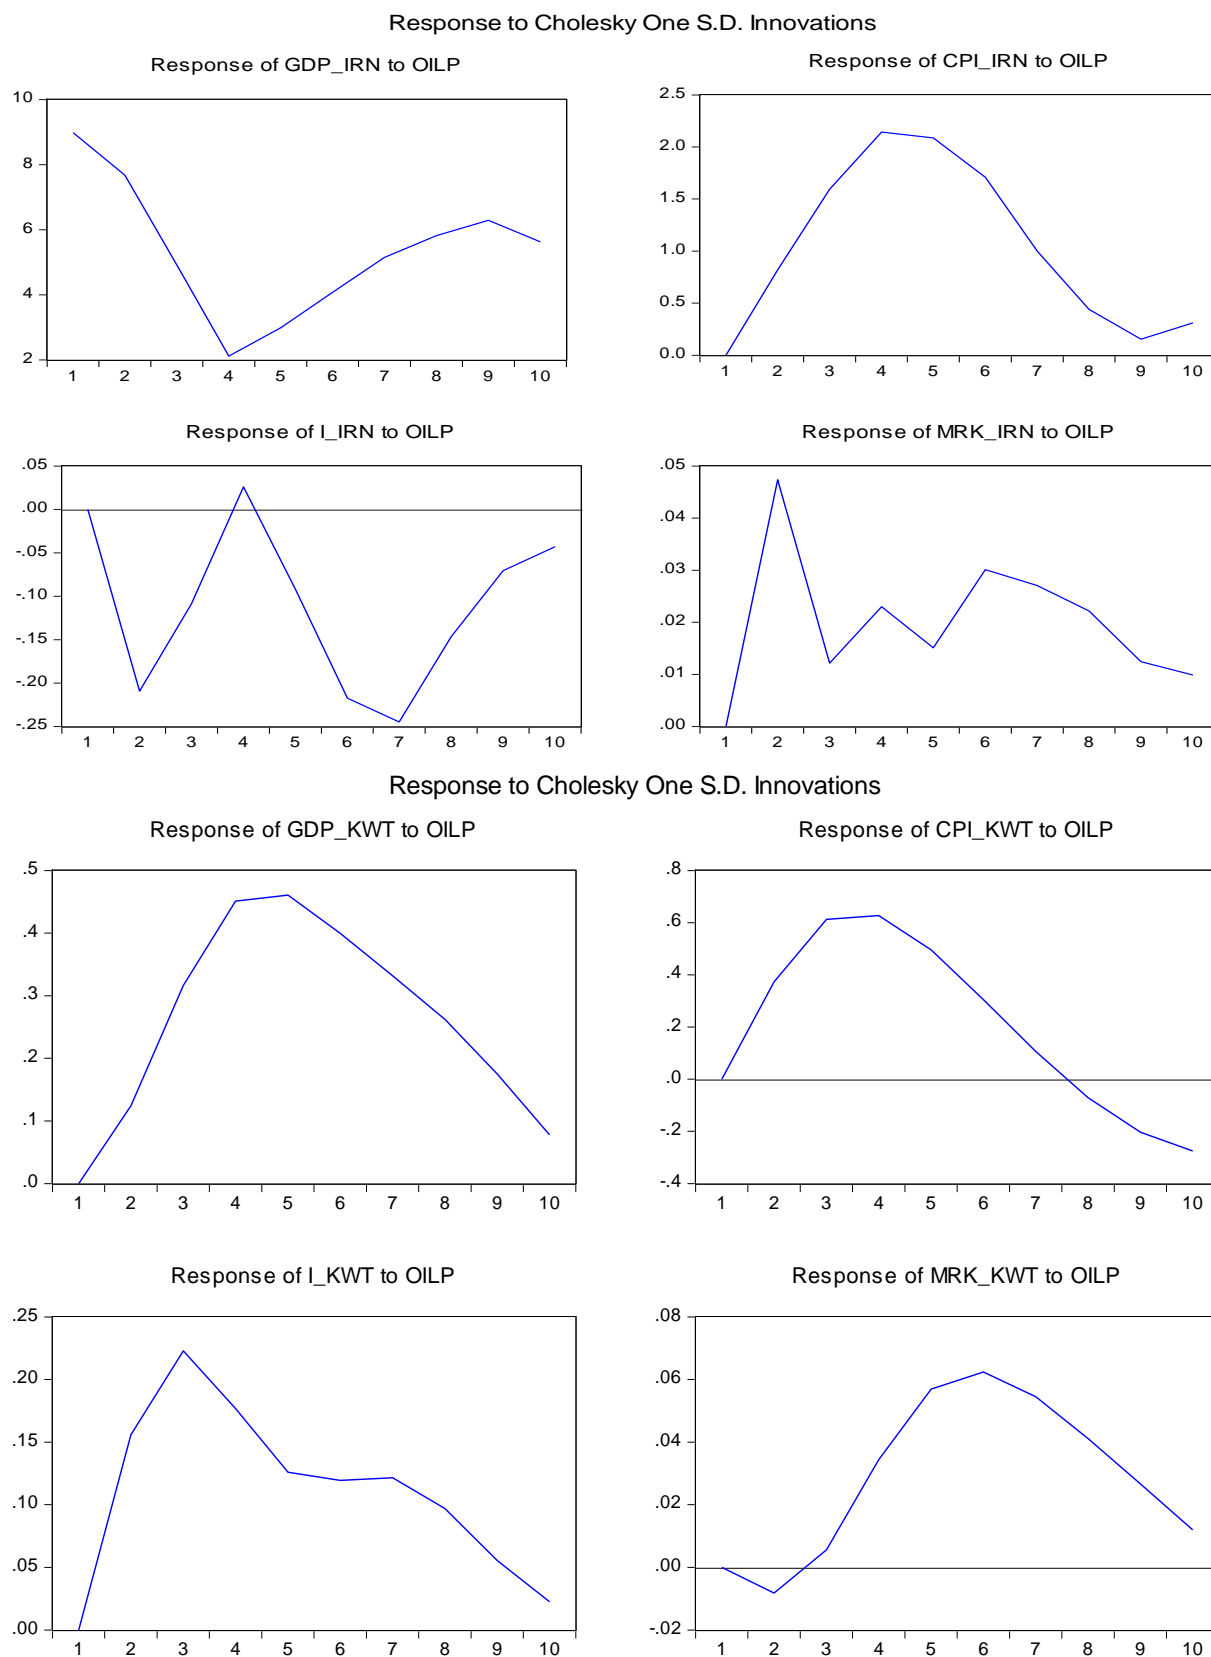 Response to Cholesky One S.D. Innovations
Response of GDP_IRN to OILP
10
8
6
4
2
1 2 3 4 5 6 7 8 9 10
Response of CPI_IRN to OILP
2.5
2.0
1.5
1.0
0.5
0.0
1 2 3 4 5 6 7 8 9 10
Response of I_IRN to OILP
.05
.00
-.05
-.10
-.15
-.20
-.25
1 2 3 4 5 6 7 8 9 10
Response of MRK_IRN to OILP
.05
.04
.03
.02
.01
.00
1 2 3 4 5 6 7 8 9 10
Response to Cholesky One S.D. Innovations
Response of GDP_KWT to OILP
.5
.4
.3
.2
.1
.0
1 2 3 4 5 6 7 8 9 10
Response of CPI_KWT to OILP
.8
.6
.4
.2
.0
-.2
-.4
1 2 3 4 5 6 7 8 9 10
Response of I_KWT to OILP
.25
.20
.15
.10
.05
.00
1 2 3 4 5 6 7 8 9 10
Response of MRK_KWT to OILP
.08
.06
.04
.02
.00
-.02
1 2 3 4 5 6 7 8 9 10